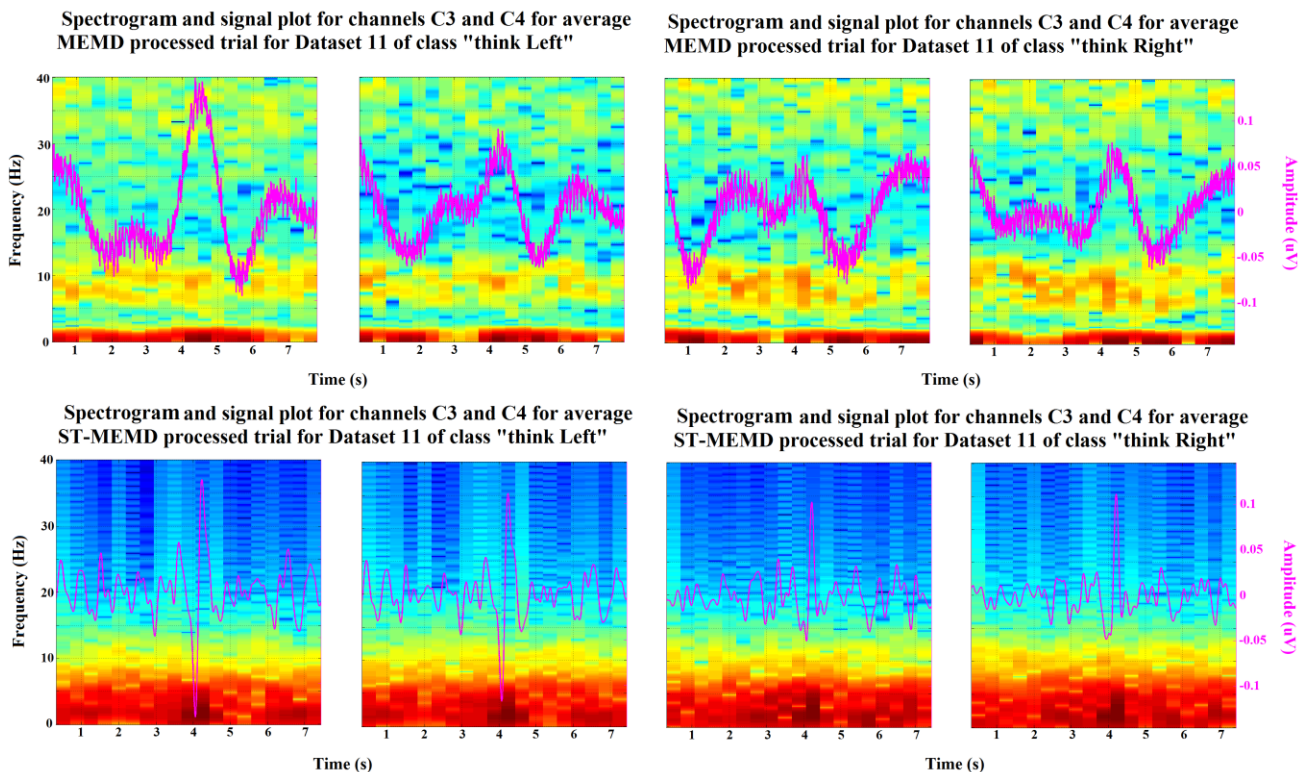 Spectrogram and signal plot for channels C3 and C4 for average
MEMD processed trial for Dataset 11 of class "think Left"
Spectrogram and signal plot for channels C3 and C4 for average
MEMD processed trial for Dataset 11 of class "think Right"
40
30
20
10
0
Frequency (Hz)
0.1
0.05
0
-0.05
-0.1
Amplitude (uV)
1 2 3 4 5 6 7
1 2 3 4 5 6 7
1 2 3 4 5 6 7
1 2 3 4 5 6 7
Time (s)
Time (s)
Spectrogram and signal plot for channels C3 and C4 for average
ST-MEMD processed trial for Dataset 11 of class "think Left"
Spectrogram and signal plot for channels C3 and C4 for average
ST-MEMD processed trial for Dataset 11 of class "think Right"
40
30
20
10
0
Frequency (Hz)
0.1
0.05
0
-0.05
-0.1
Amplitude (uV)
1 2 3 4 5 6 7
1 2 3 4 5 6 7
1 2 3 4 5 6 7
1 2 3 4 5 6 7
Time (s)
Time (s)